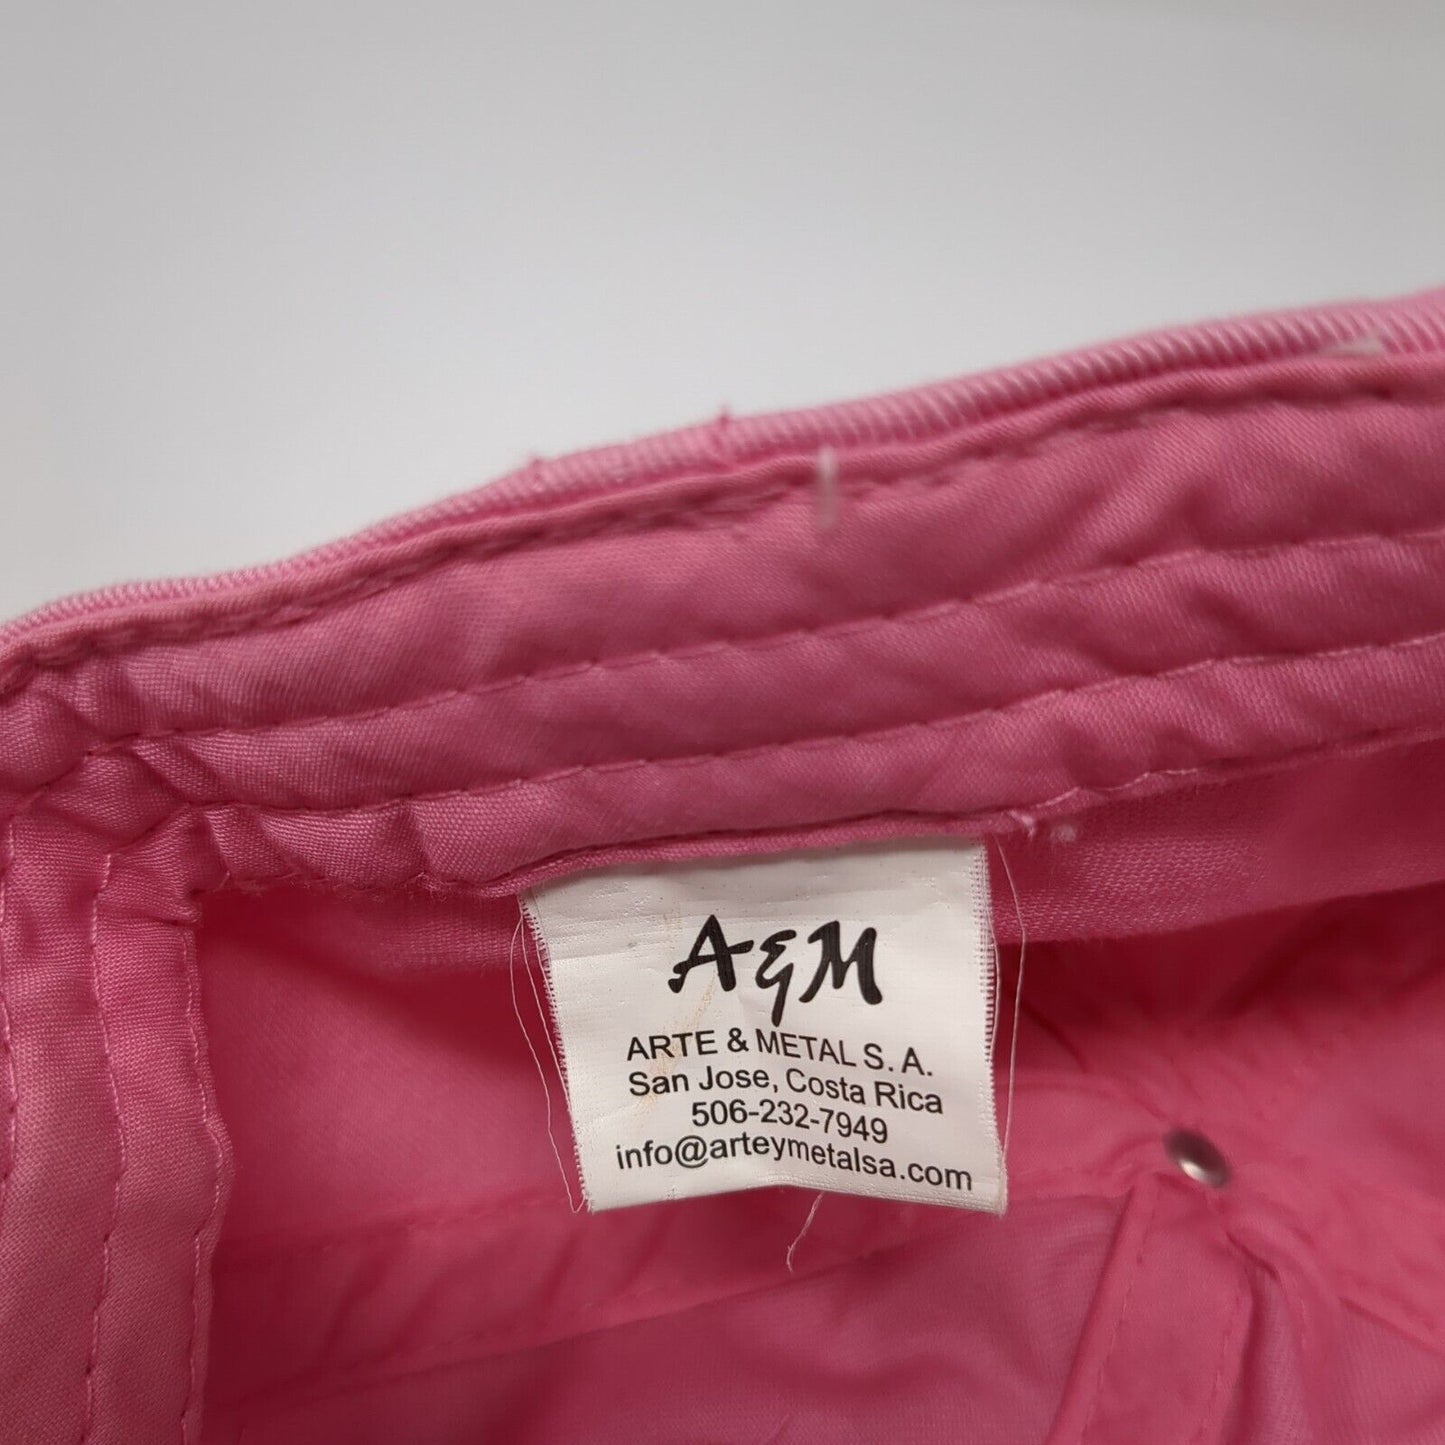 A&M
ARTE & METAL S. A.
San Jose, Costa Rica
506-232-7949
info@arteymetalsa.com